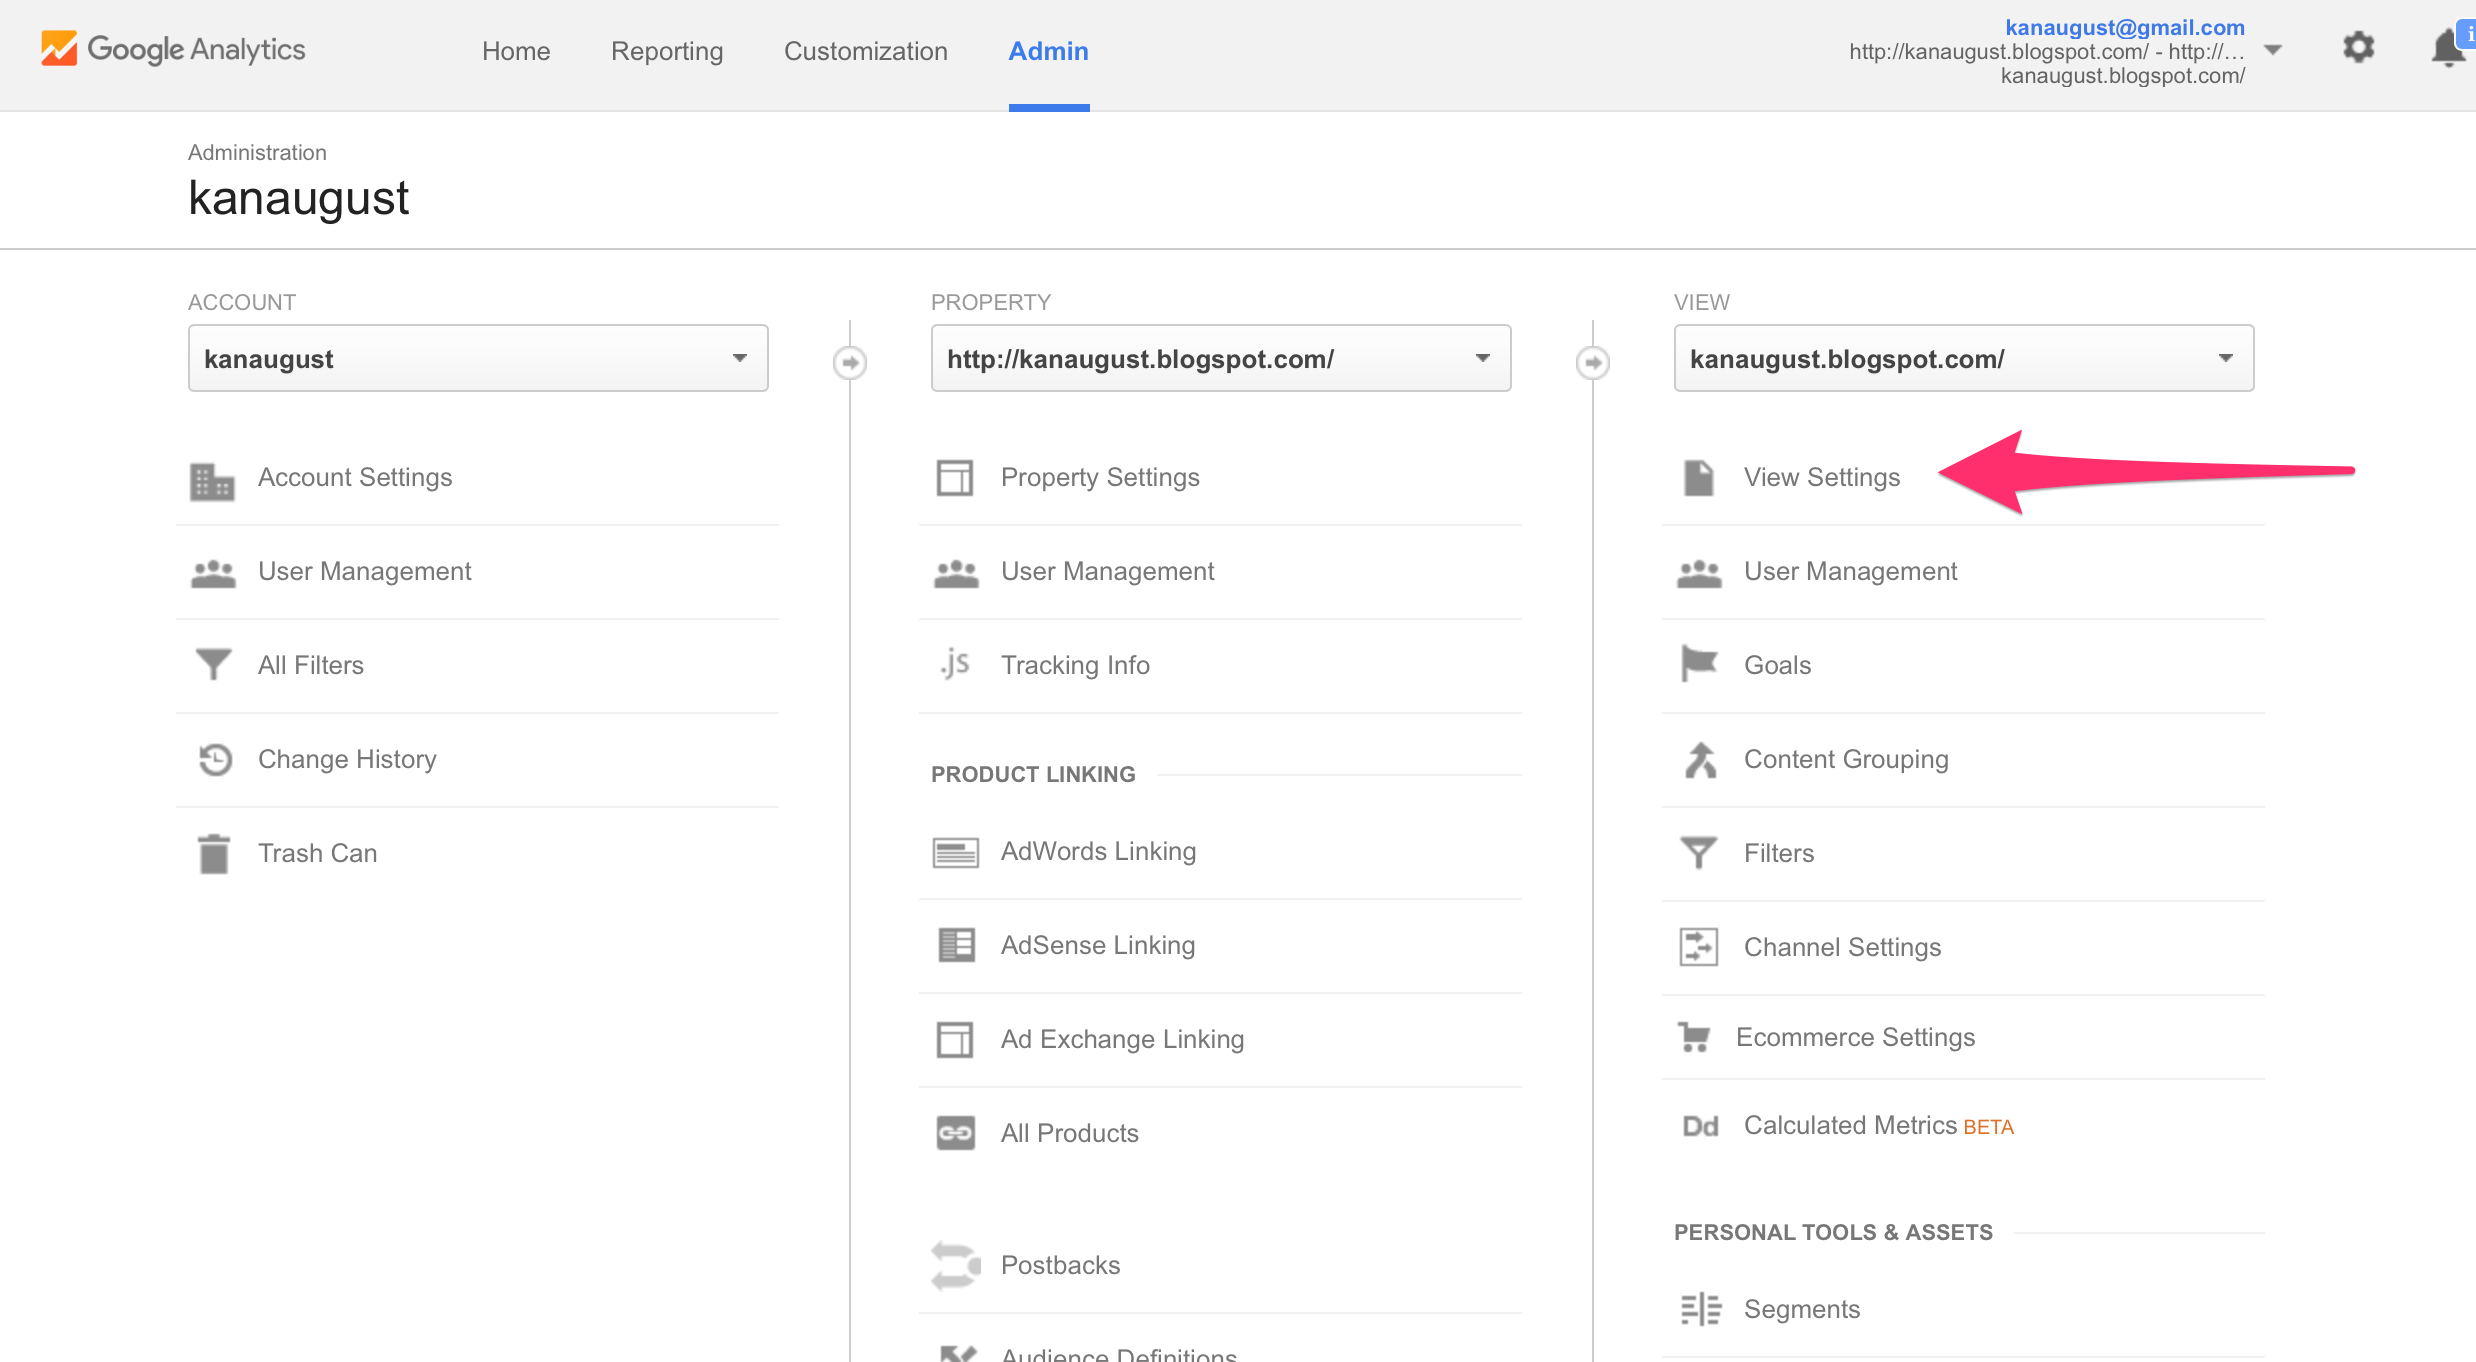 Google Analytics
Home
Reporting
Customization
Admin
kanaugust@gmail.com
http://kanaugust.blogspot.com/ - http://...
kanaugust.blogspot.com/
i
Administration
kanaugust
ACCOUNT
kanaugust
Account Settings
User Management
All Filters
Change History
Trash Can
PROPERTY
http://kanaugust.blogspot.com/
Property Settings
User Management
.js
Tracking Info
PRODUCT LINKING
AdWords Linking
AdSense Linking
Ad Exchange Linking
All Products
Postbacks
Audience Definitions
VIEW
kanaugust.blogspot.com/
View Settings
User Management
Goals
Content Grouping
Filters
Channel Settings
Ecommerce Settings
Dd
Calculated Metrics BETA
PERSONAL TOOLS & ASSETS
Segments